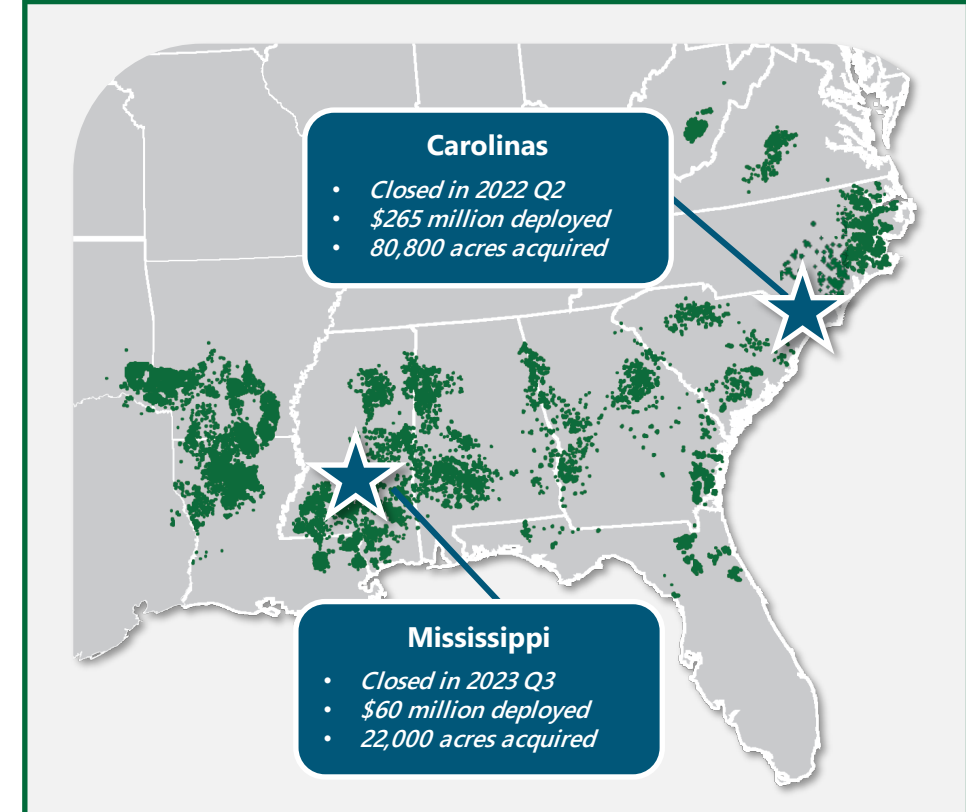 Carolinas
• Closed in 2022 Q2
• $265 million deployed
• 80,800 acres acquired
Mississippi
• Closed in 2023 Q3
• $60 million deployed
• 22,000 acres acquired